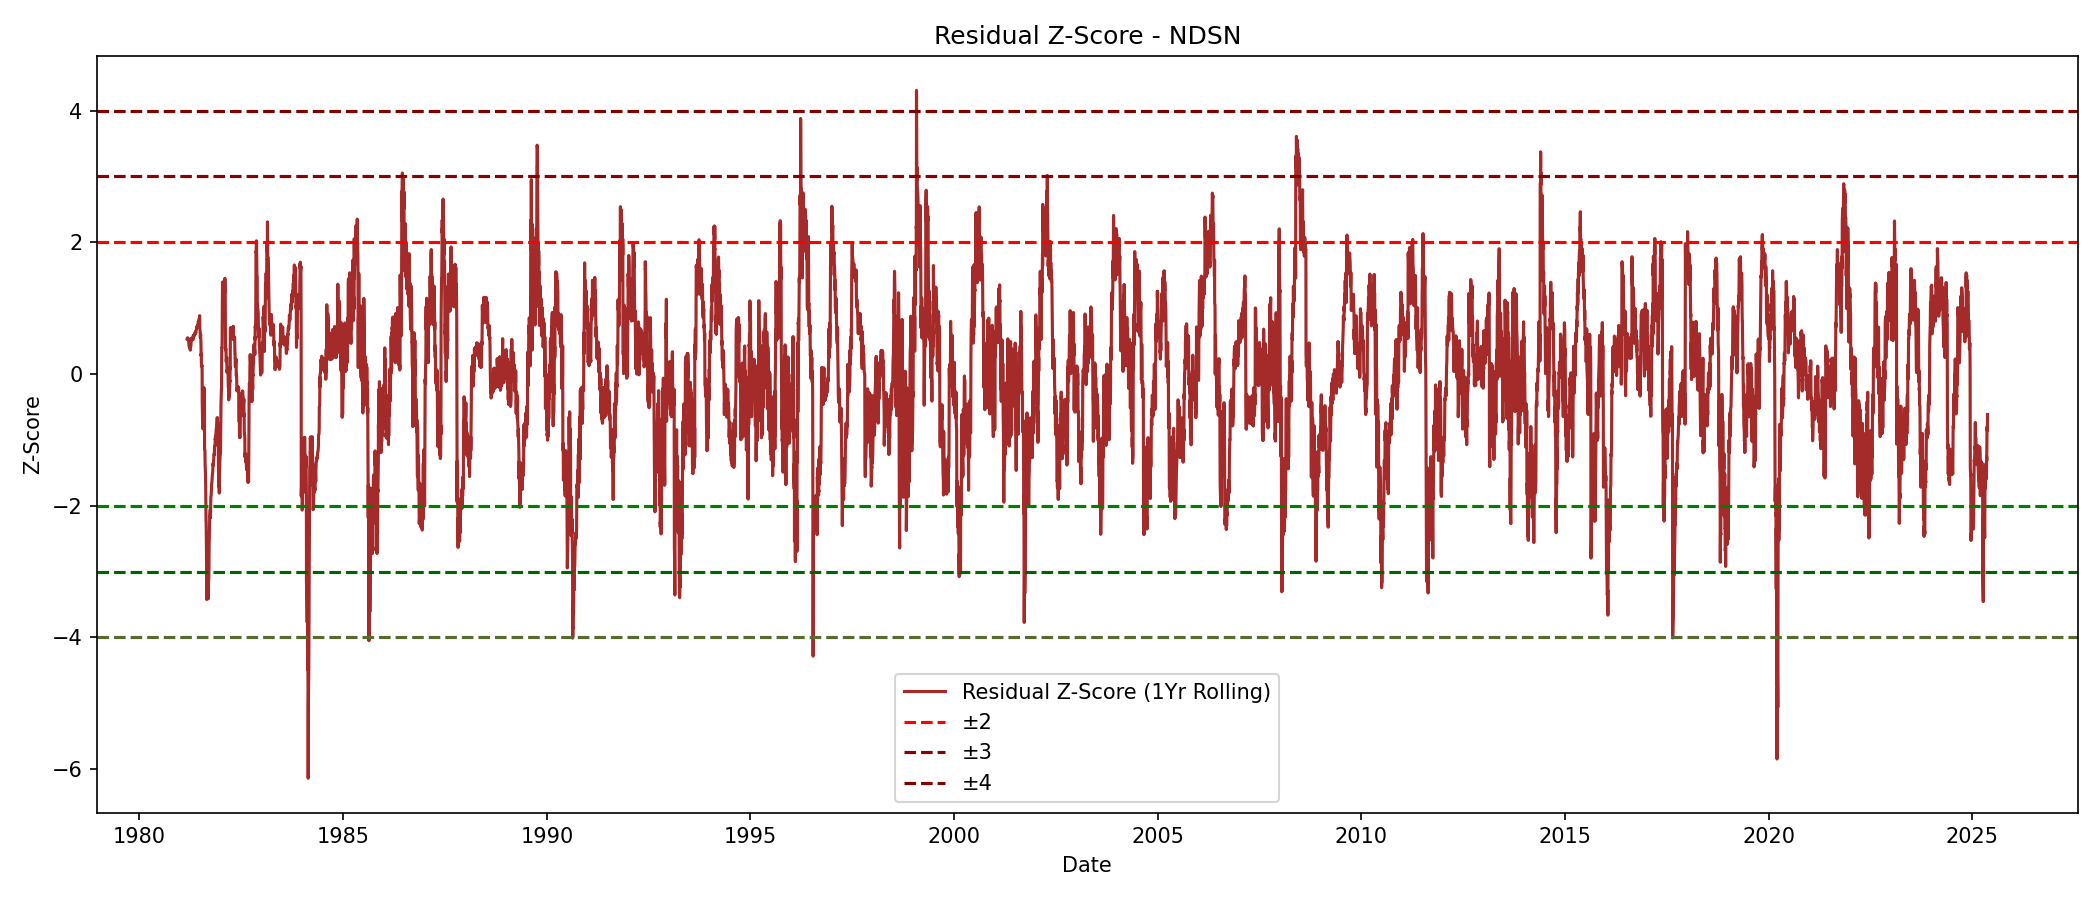 Residual Z-Score - NDSN
Z-Score
4
3
2
0
−2
−4
−6
Residual Z-Score (1Yr Rolling)
±2
±3
±4
1980 1985 1990 1995 2000 2005 2010 2015 2020 2025
Date